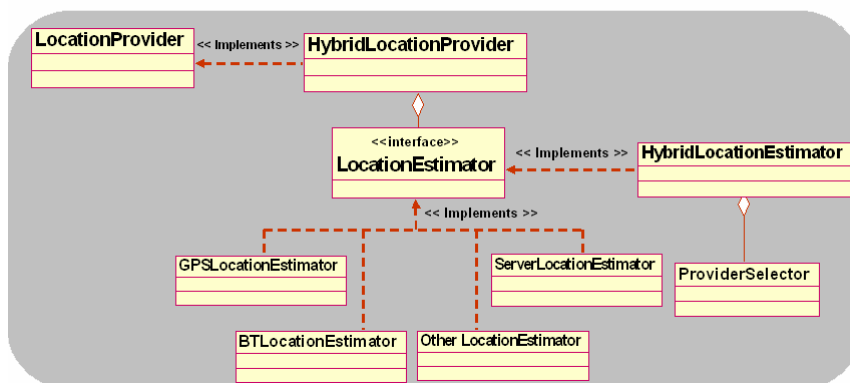 LocationProvider
<< Implements >>
HybridLocationProvider
<<interface>>
LocationEstimator
<< Implements >>
HybridLocationEstimator
<< Implements >>
GPSLocationEstimator
ServerLocationEstimator
ProviderSelector
BTLocationEstimator
Other LocationEstimator